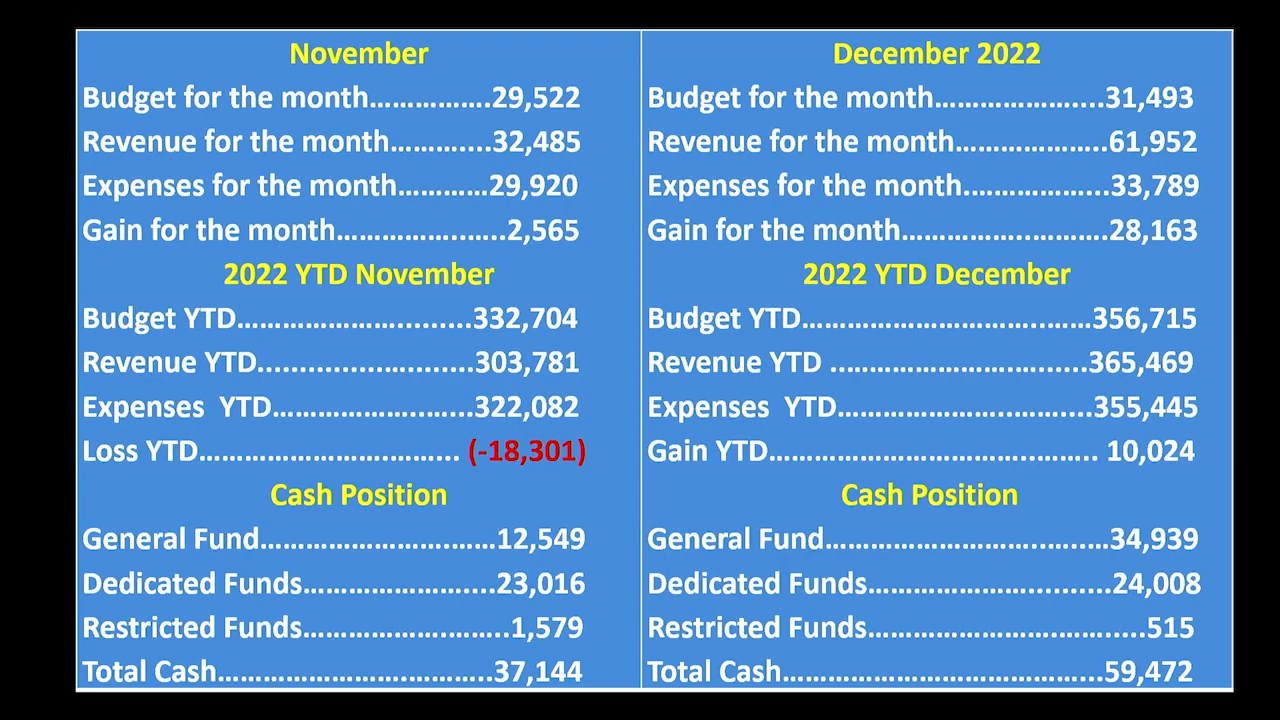 November
Budget for the month…………….29,522
Revenue for the month………....32,485
Expenses for the month…………29,920
Gain for the month………………......2,565
2022 YTD November
Budget YTD…………………..........332,704
Revenue YTD......................……...303,781
Expenses  YTD………………..…....322,082
Loss YTD………………………..…..... (-18,301)
Cash Position
General Fund……………………..……12,549
Dedicated Funds………………..…....23,016
Restricted Funds………………..……..1,579
Total Cash……………………..………..37,144
December 2022
Budget for the month…………………....31,493
Revenue for the month………………..61,952
Expenses for the month...……………...33,789
Gain for the month……………..……….28,163
2022 YTD December
Budget YTD………………………...……356,715
Revenue YTD ...……………………..…....365,469
Expenses  YTD……………………...…....355,445
Gain YTD……………………………..…….. 10,024
Cash Position
General Fund………………………...……34,939
Dedicated Funds…………………..........24,008
Restricted Funds……………………….....515
Total Cash……………………………….....59,472